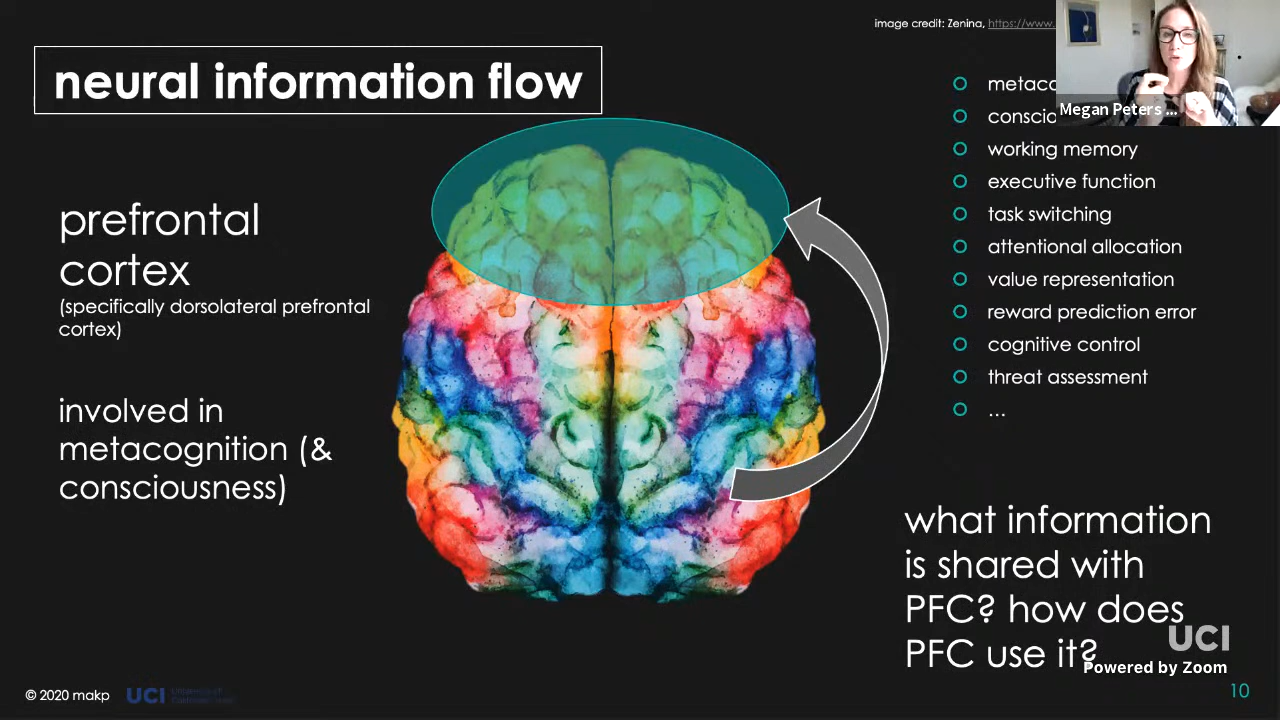 image credit: Zenina, https://www.
neural information flow
Megan Peters ...
prefrontal
cortex
(specifically dorsolateral prefrontal
cortex)
involved in
metacognition (&
consciousness)
working memory
executive function
task switching
attentional allocation
value representation
reward prediction error
cognitive control
threat assessment
...
what information
is shared with
PFC? how does
PFC use it?
UCI
Powered by Zoom
© 2020 makp
UCI
10